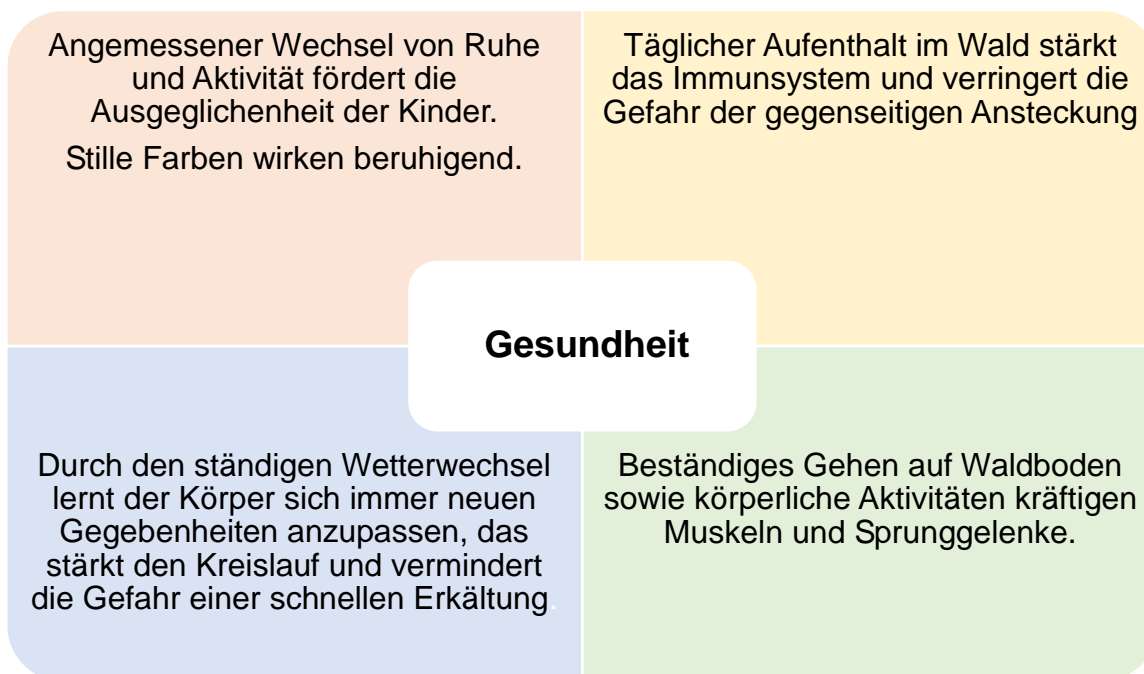 Angemessener Wechsel von Ruhe
und Aktivität fördert die
Ausgeglichenheit der Kinder.
Stille Farben wirken beruhigend.
Täglicher Aufenthalt im Wald stärkt
das Immunsystem und verringert die
Gefahr der gegenseitigen Ansteckung
Gesundheit
Durch den ständigen Wetterwechsel
lernt der Körper sich immer neuen
Gegebenheiten anzupassen, das
stärkt den Kreislauf und vermindert
die Gefahr einer schnellen Erkältung.
Beständiges Gehen auf Waldboden
sowie körperliche Aktivitäten kräftigen
Muskeln und Sprunggelenke.